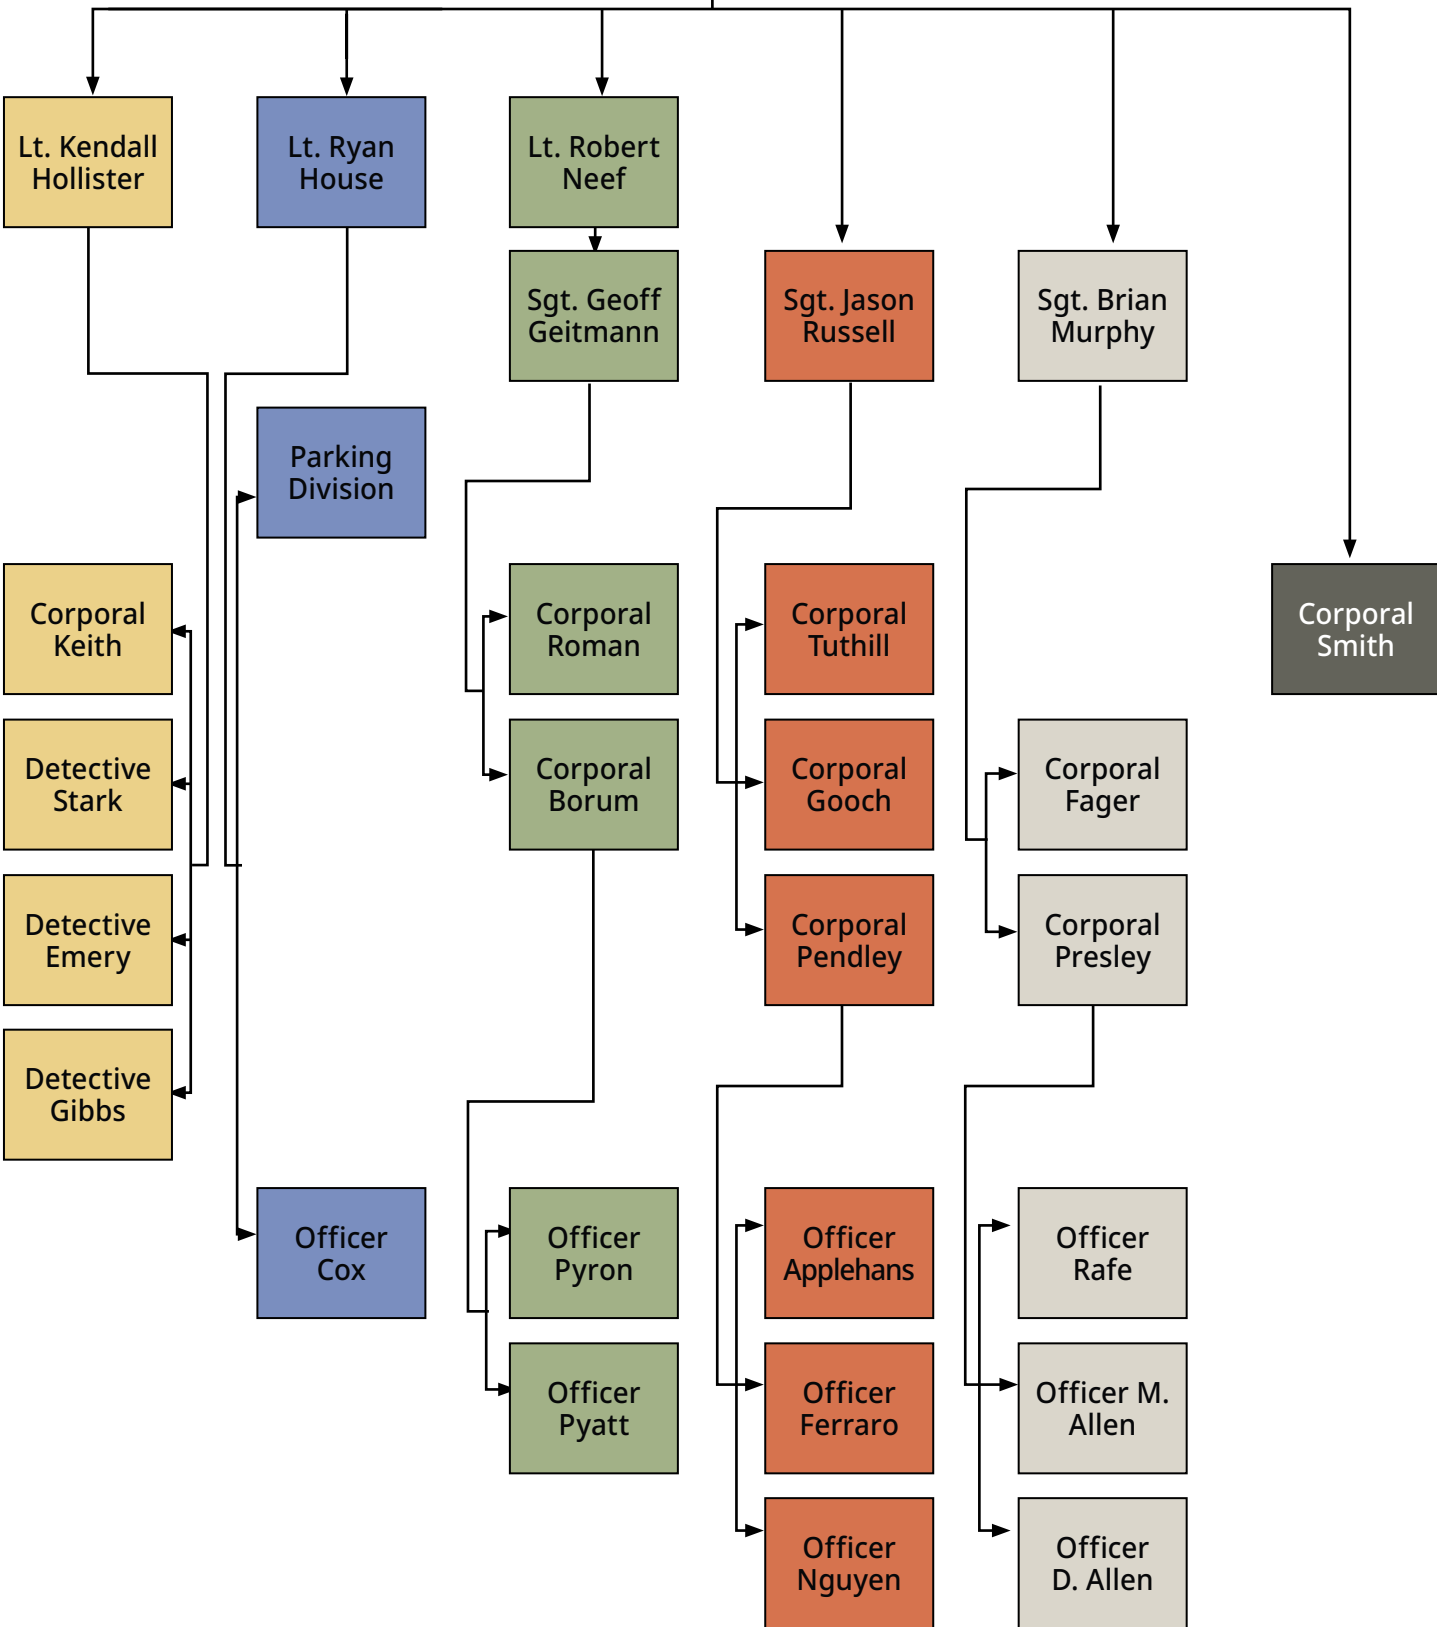 Lt. Kendall
Hollister
Lt. Ryan
House
Lt. Robert
Neef
Sgt. Geoff
Geitmann
Sgt. Jason
Russell
Sgt. Brian
Murphy
Parking
Division
Corporal
Keith
Corporal
Roman
Corporal
Tuthill
Corporal
Smith
Detective
Stark
Corporal
Borum
Corporal
Gooch
Corporal
Fager
Detective
Emery
Corporal
Pendley
Corporal
Presley
Detective
Gibbs
Officer
Cox
Officer
Pyron
Officer
Applehans
Officer
Rafe
Officer
Pyatt
Officer
Ferraro
Officer M.
Allen
Officer
Nguyen
Officer
D. Allen